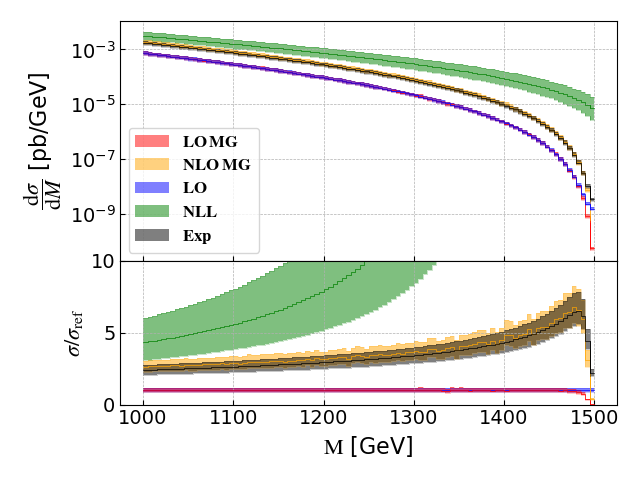 10⁻³
10⁻⁵
10⁻⁷
10⁻⁹
dσ/dM [pb/GeV]
LO MG
NLO MG
LO
NLL
Exp
10
5
0
σ/σref
1000 1100 1200 1300 1400 1500
M [GeV]